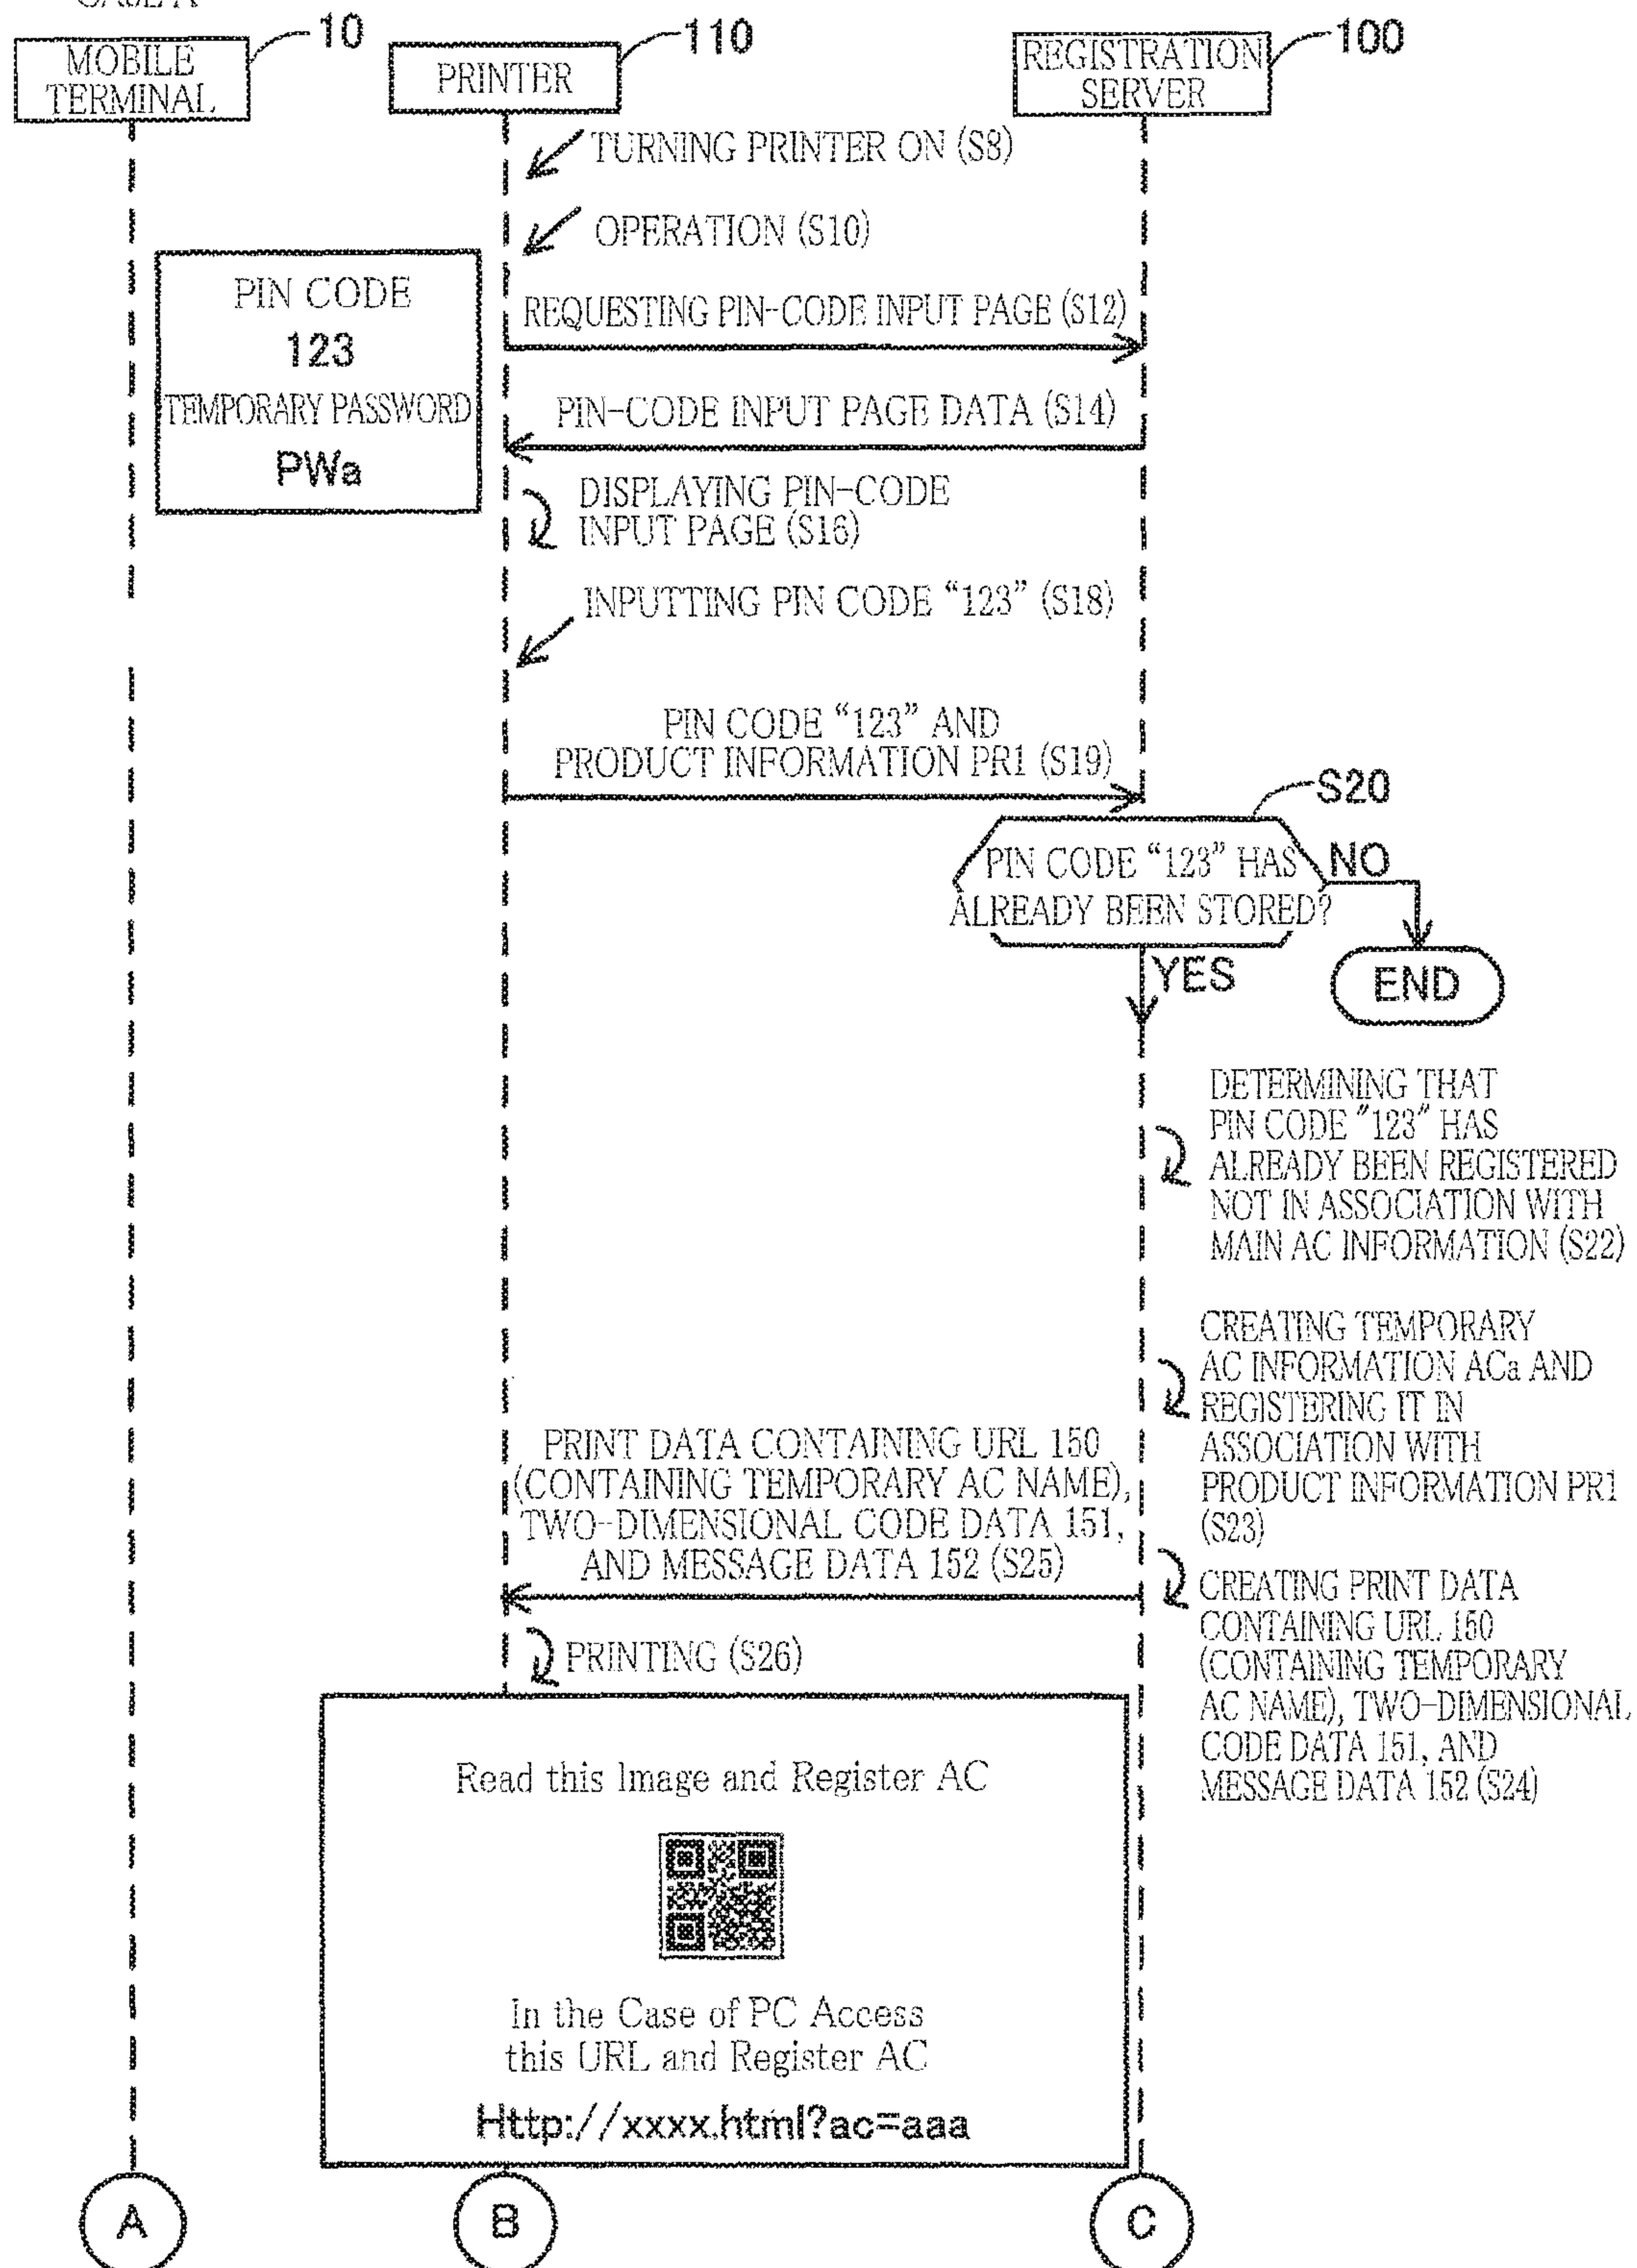 10
110
100
MOBILE
TERMINAL
PRINTER
REGISTRATION
SERVER
TURNING PRINTER ON (S8)
OPERATION (S10)
PIN CODE
123
TEMPORARY PASSWORD
PWa
REQUESTING PIN-CODE INPUT PAGE (S12)
PIN-CODE INPUT PAGE DATA (S14)
DISPLAYING PIN-CODE
INPUT PAGE (S16)
INPUTTING PIN CODE “123” (S18)
PIN CODE “123” AND
PRODUCT INFORMATION PR1 (S19)
S20
PIN CODE “123” HAS
ALREADY BEEN STORED?
NO
YES
END
DETERMINING THAT
PIN CODE "123" HAS
ALREADY BEEN REGISTERED
NOT IN ASSOCIATION WITH
MAIN AC INFORMATION (S22)
CREATING TEMPORARY
AC INFORMATION ACa AND
REGISTERING IT IN
ASSOCIATION WITH
PRODUCT INFORMATION PR1
(S23)
PRINT DATA CONTAINING URL 150
(CONTAINING TEMPORARY AC NAME),
TWO-DIMENSIONAL CODE DATA 151,
AND MESSAGE DATA 152 (S25)
CREATING PRINT DATA
CONTAINING URL 150
(CONTAINING TEMPORARY
AC NAME), TWO-DIMENSIONAL
CODE DATA 151, AND
MESSAGE DATA 152 (S24)
PRINTING (S26)
Read this Image and Register AC
In the Case of PC Access
this URL and Register AC
Http://xxxx.html?ac=aaa
A
B
C